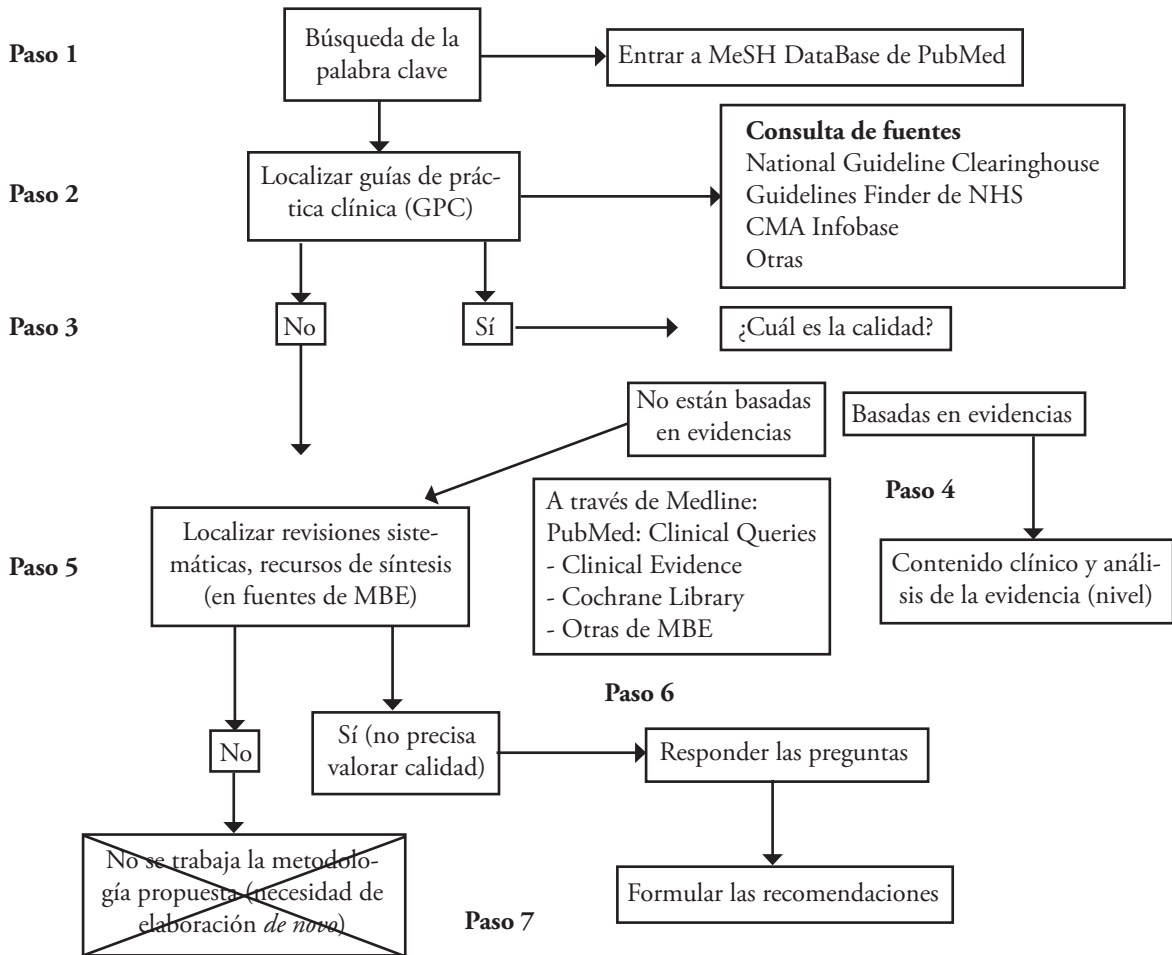 Paso 1
Búsqueda de la
palabra clave
Entrar a MeSH DataBase de PubMed
Paso 2
Localizar guías de prác-
tica clínica (GPC)
Consulta de fuentes
National Guideline Clearinghouse
Guidelines Finder de NHS
CMA Infobase
Otras
Paso 3
No
Sí
¿Cuál es la calidad?
No están basadas
en evidencias
Basadas en evidencias
Paso 4
Contenido clínico y análi-
sis de la evidencia (nivel)
Paso 5
Localizar revisiones siste-
máticas, recursos de síntesis
(en fuentes de MBE)
A través de Medline:
PubMed: Clinical Queries
- Clinical Evidence
- Cochrane Library
- Otras de MBE
Paso 6
No
Sí (no precisa
valorar calidad)
Responder las preguntas
No se trabaja la metodolo-
gía propuesta (necesidad de
elaboración de novo)
Paso 7
Formular las recomendaciones